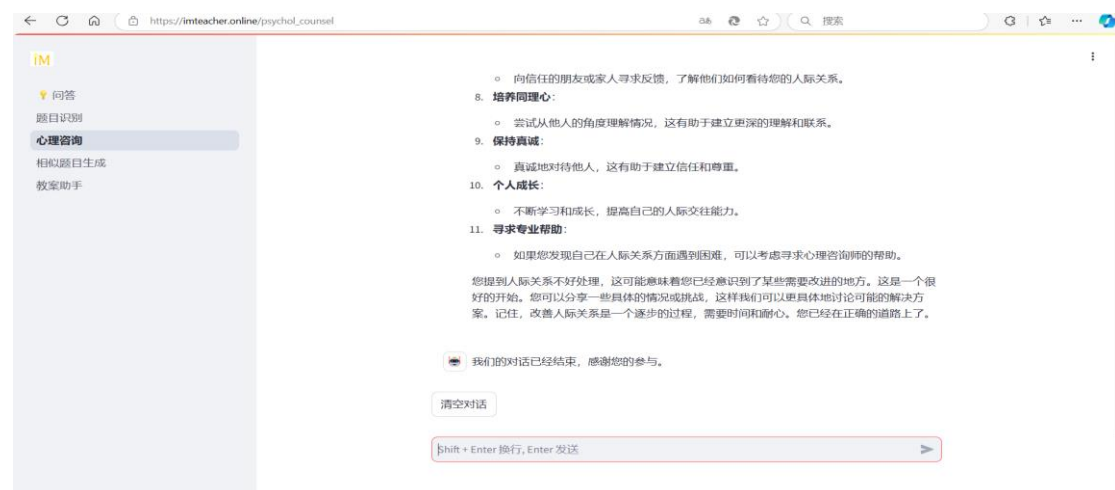 https://imteacher.online/psychol_counsel
搜索
iM
问答
题目识别
心理咨询
相似题目生成
教案助手
向信任的朋友或家人寻求反馈，了解他们如何看待您的人际关系。
8. 培养同理心：
尝试从他人的角度理解情况，这有助于建立更深的理解和联系。
9. 保持真诚：
真诚地对待他人，这有助于建立信任和尊重。
10. 个人成长：
不断学习和成长，提高自己的人际交往能力。
11. 寻求专业帮助：
如果您发现自己在人际关系方面遇到困难，可以考虑寻求心理咨询师的帮助。
您提到人际关系不好处理，这可能意味着您已经意识到了某些需要改进的地方。这是一个很
好的开始。您可以分享一些具体的情况或挑战，这样我们可以更具体地讨论可能的解决方
案。记住，改善人际关系是一个逐步的过程，需要时间和耐心。您已经在正确的道路上了。
我们的对话已经结束，感谢您的参与。
清空对话
Shift + Enter 换行, Enter 发送